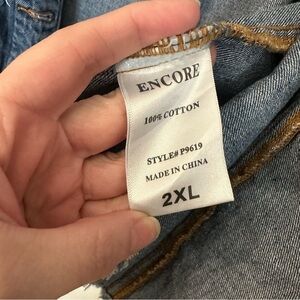 ENCORE
100% COTTON
STYLE# P9619
MADE IN CHINA
2XL